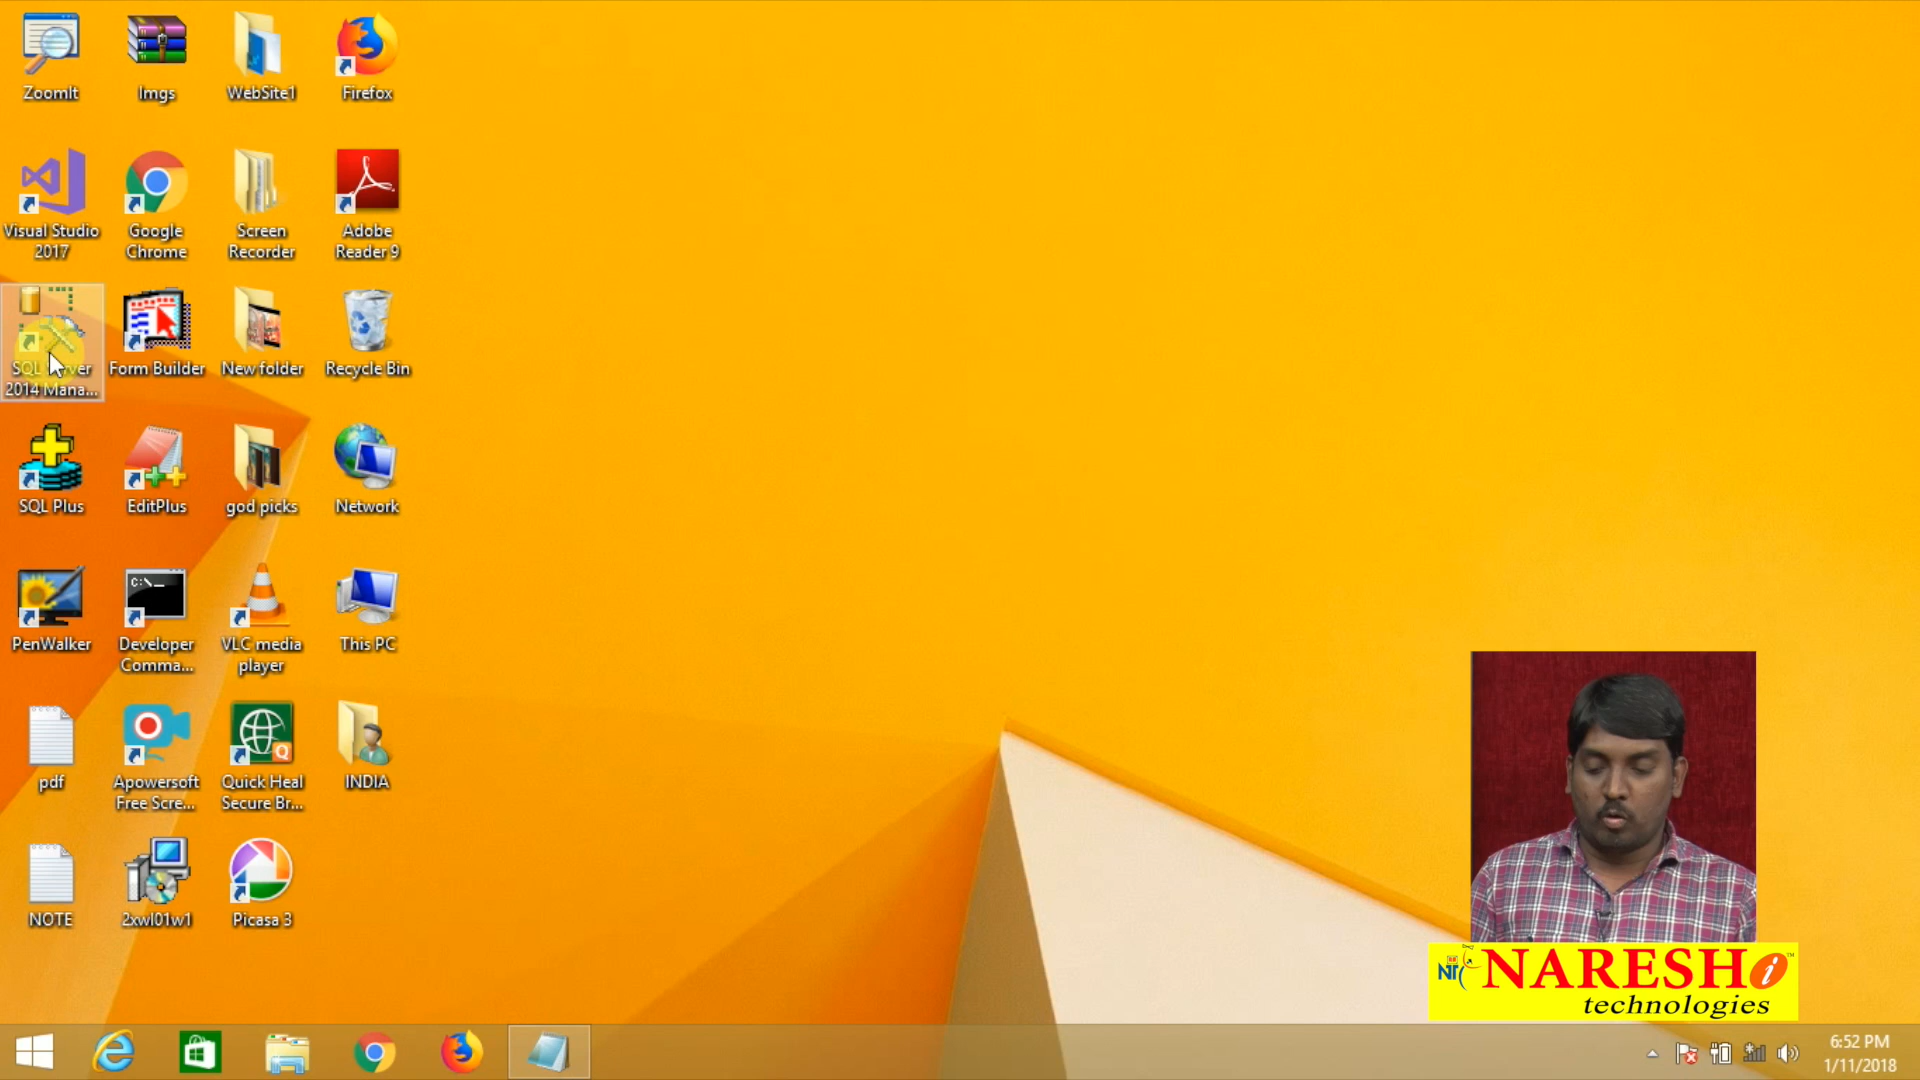 ZoomIt
Imgs
WebSite1
Firefox
Visual Studio
2017
Google
Chrome
Screen
Recorder
Adobe
Reader 9
SQL Server
2014 Mana...
Form Builder
New folder
Recycle Bin
SQL Plus
EditPlus
god picks
Network
PenWalker
C:\_
Developer
Comma...
VLC media
player
This PC
pdf
Apowersoft
Free Scre...
Quick Heal
Secure Br...
INDIA
NOTE
2xwl01w1
Picasa 3
NARESH i ™
technologies
6:52 PM
1/11/2018